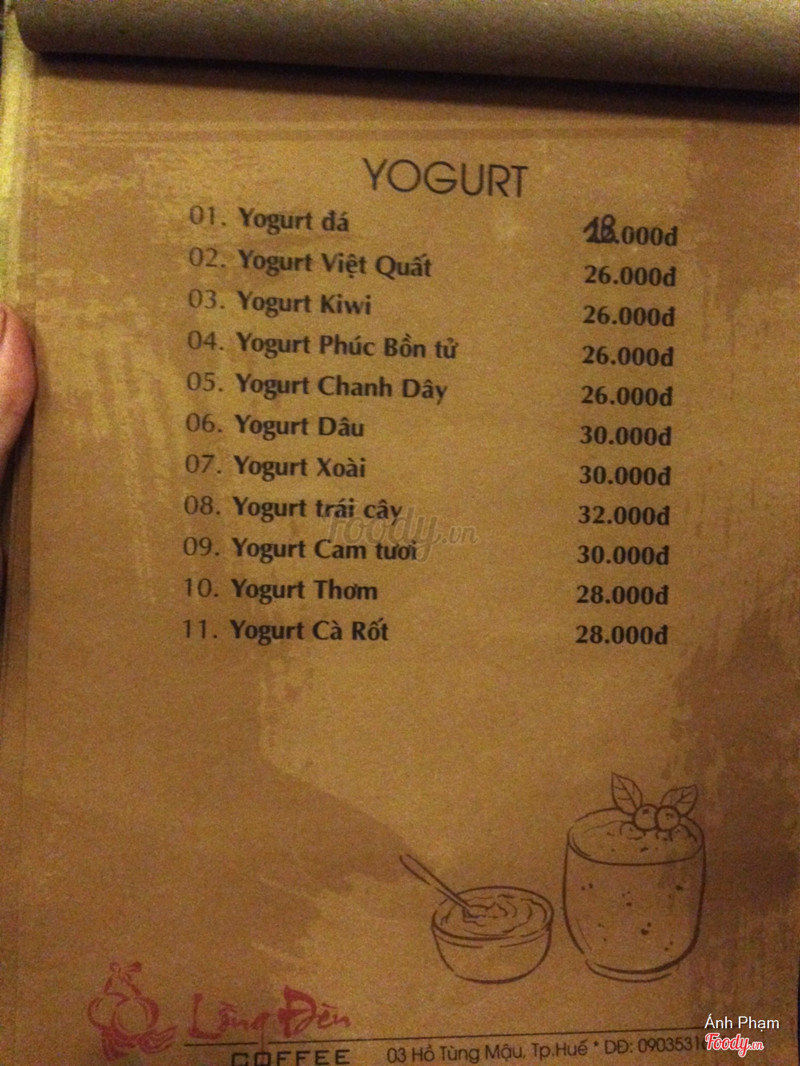 YOGURT
01. Yogurt đá 18.000đ
02. Yogurt Việt Quất 26.000đ
03. Yogurt Kiwi 26.000đ
04. Yogurt Phúc Bồn tử 26.000đ
05. Yogurt Chanh Dây 26.000đ
06. Yogurt Dâu 30.000đ
07. Yogurt Xoài 30.000đ
08. Yogurt trái cây 32.000đ
foody.vn
09. Yogurt Cam tươi 30.000đ
10. Yogurt Thơm 28.000đ
11. Yogurt Cà Rốt 28.000đ
Lồng Đèn
COFFEE
03 Hồ Tùng Mậu, Tp.Huế * DĐ:
Ánh Phạm
Foody.vn